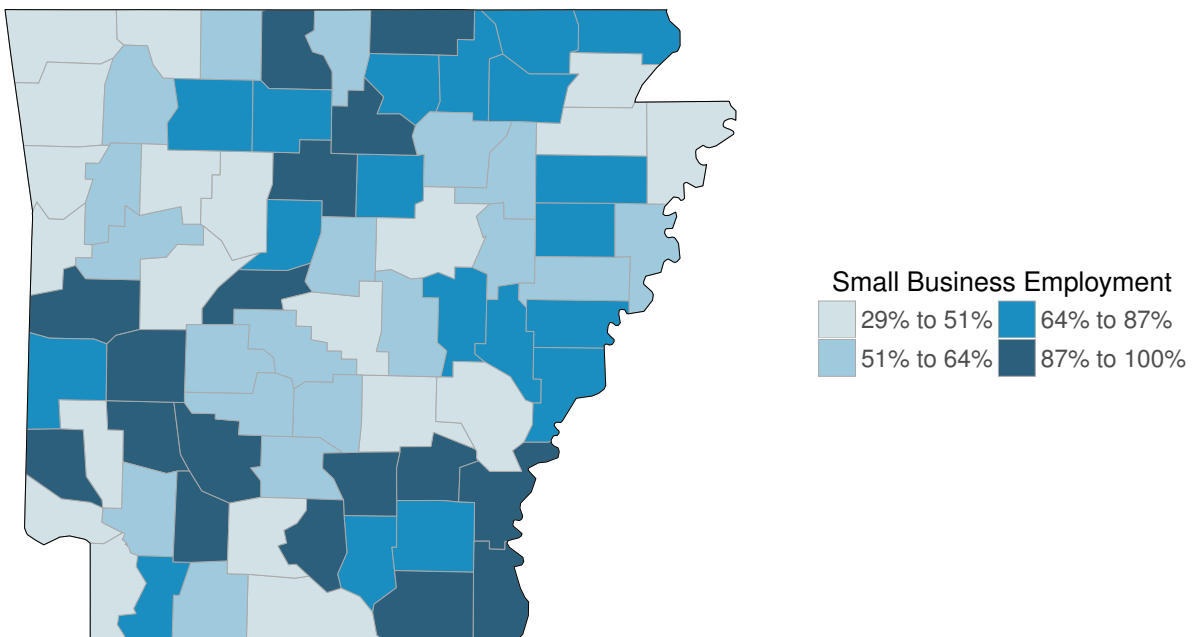 Small Business Employment
29% to 51% 64% to 87%
51% to 64% 87% to 100%